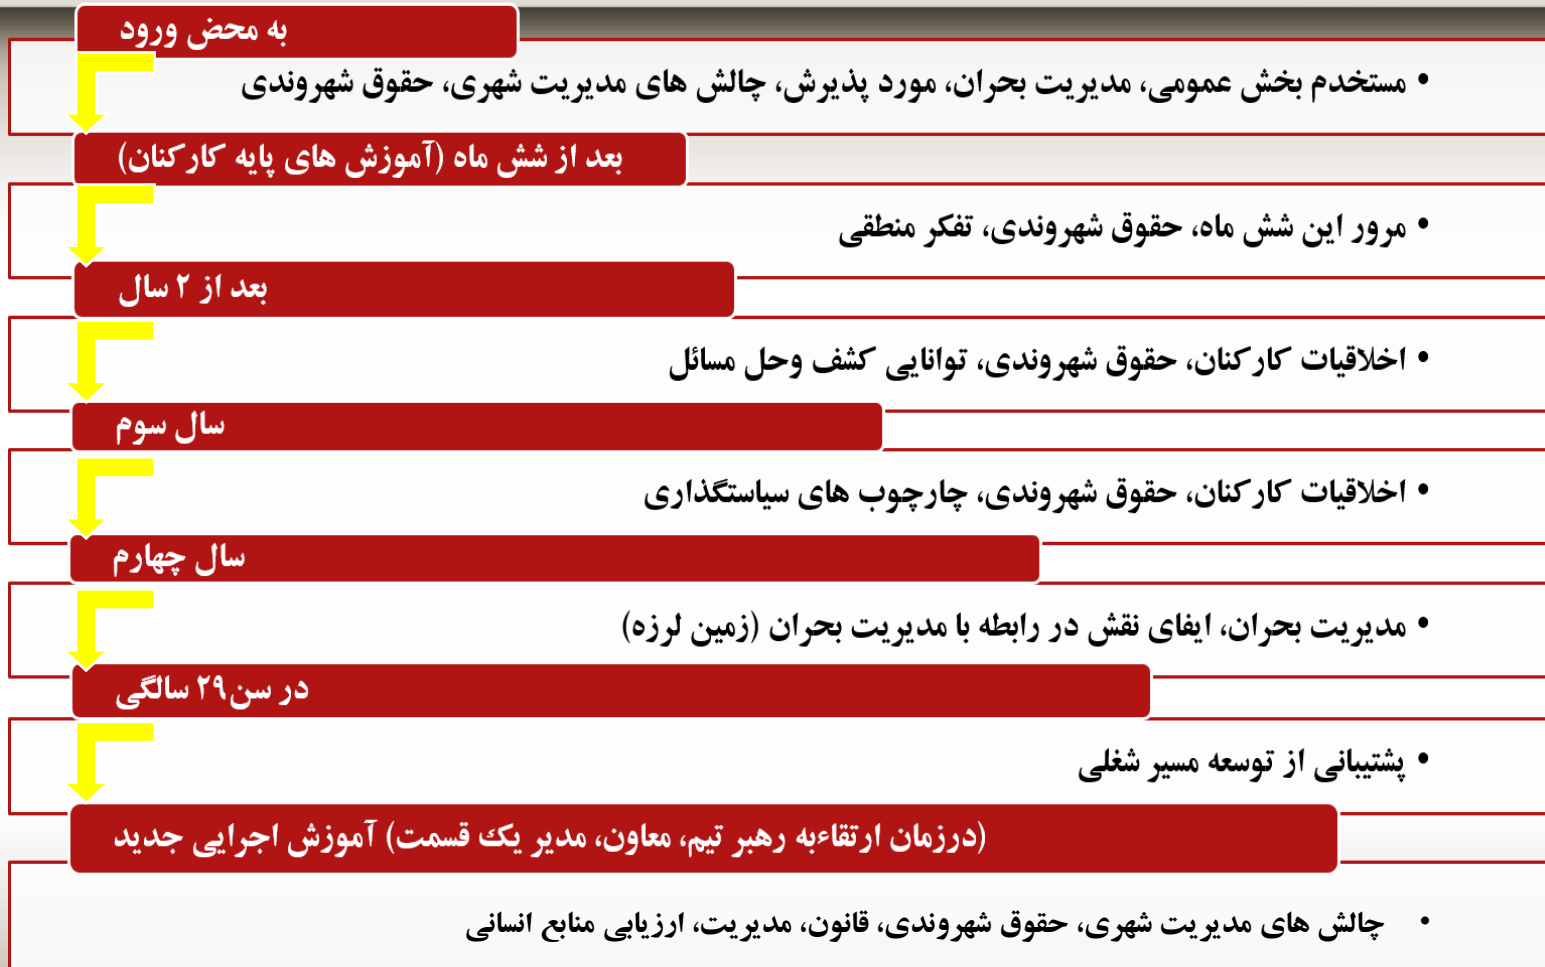 به محض ورود
• مستخدم بخش عمومی، مدیریت بحران، مورد پذیرش، چالش های مدیریت شهری، حقوق شهروندی
بعد از شش ماه (آموزش های پایه کارکنان)
• مرور این شش ماه، حقوق شهروندی، تفکر منطقی
بعد از ۲ سال
• اخلاقیات کارکنان، حقوق شهروندی، توانایی کشف وحل مسائل
سال سوم
• اخلاقیات کارکنان، حقوق شهروندی، چارچوب های سیاستگذاری
سال چهارم
• مدیریت بحران، ایفای نقش در رابطه با مدیریت بحران (زمین لرزه)
در سن۲۹ سالگی
• پشتیبانی از توسعه مسیر شغلی
(درزمان ارتقاءبه رهبر تیم، معاون، مدیر یک قسمت) آموزش اجرایی جدید
• چالش های مدیریت شهری، حقوق شهروندی، قانون، مدیریت، ارزیابی منابع انسانی